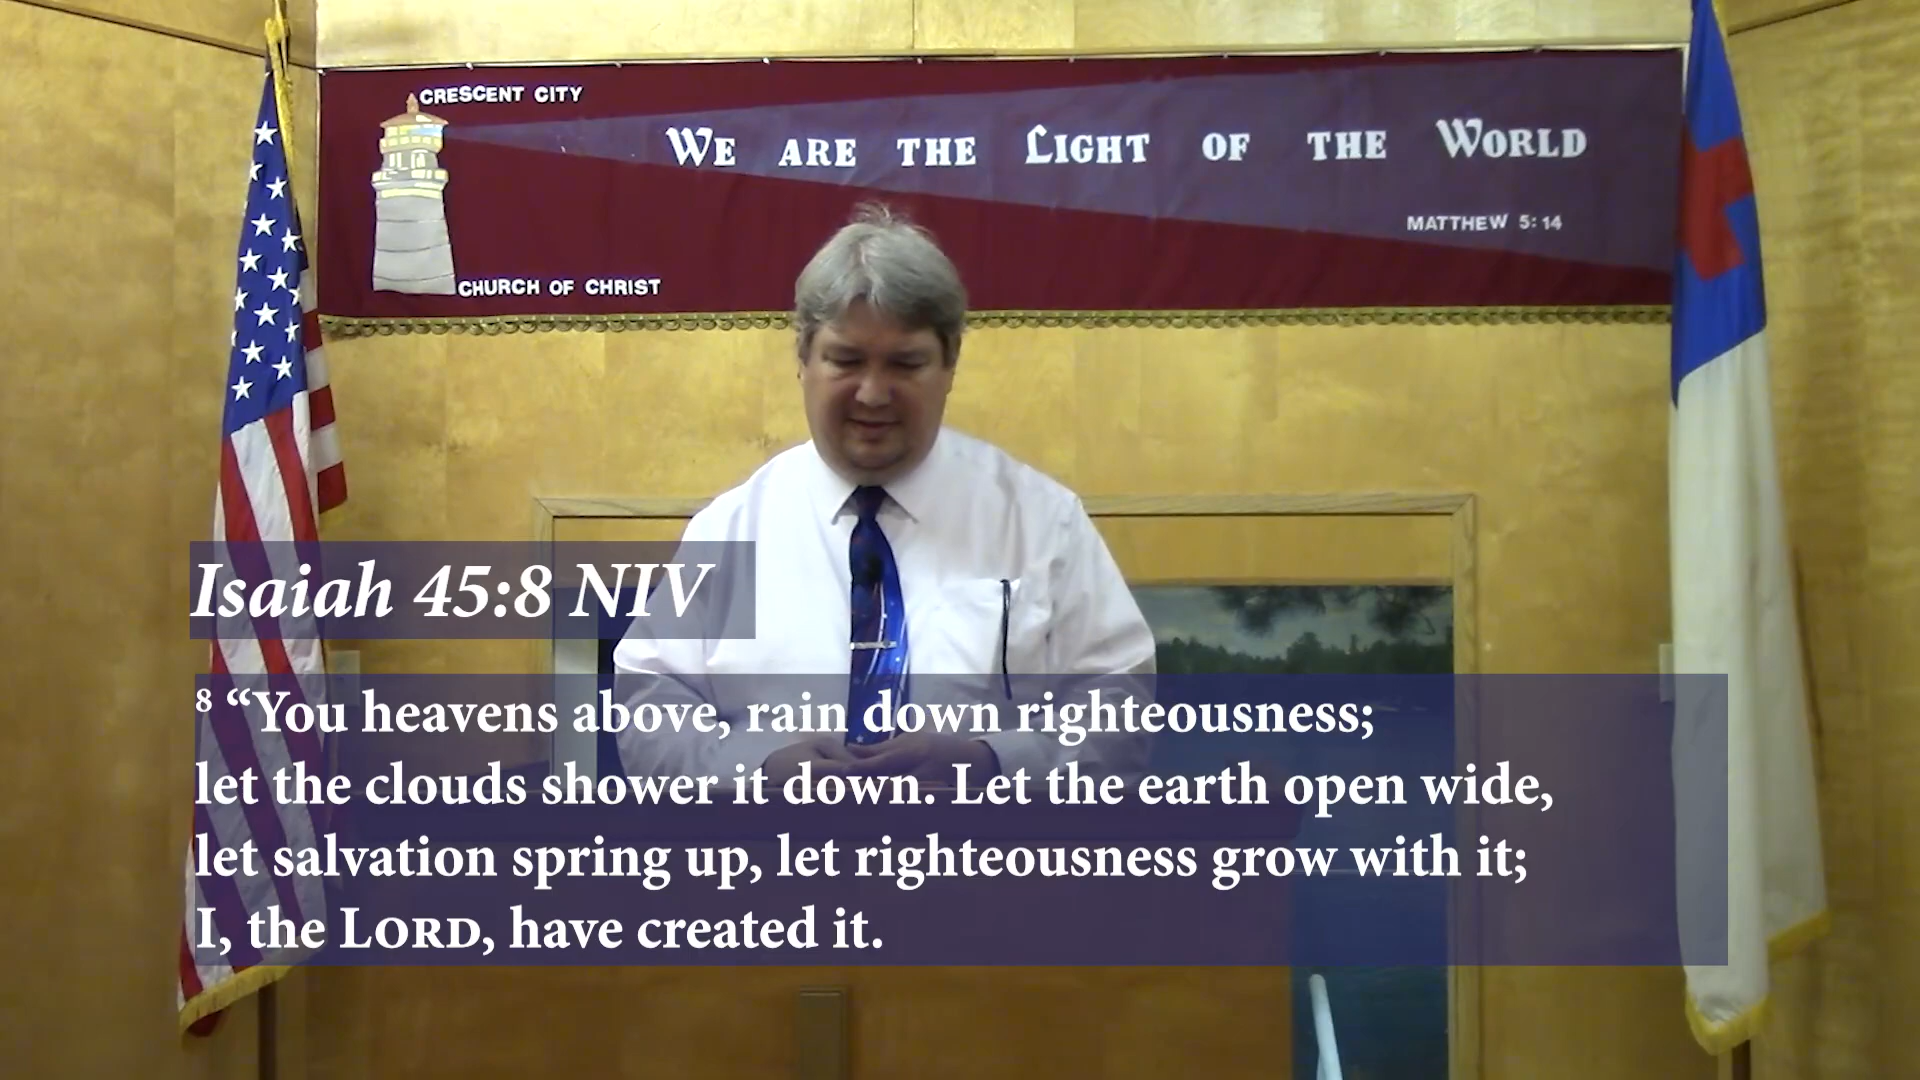 CRESCENT CITY
WE ARE THE LIGHT OF THE WORLD
MATTHEW 5:14
CHURCH OF CHRIST
Isaiah 45:8 NIV
8 “You heavens above, rain down righteousness;
let the clouds shower it down. Let the earth open wide,
let salvation spring up, let righteousness grow with it;
I, the LORD, have created it.